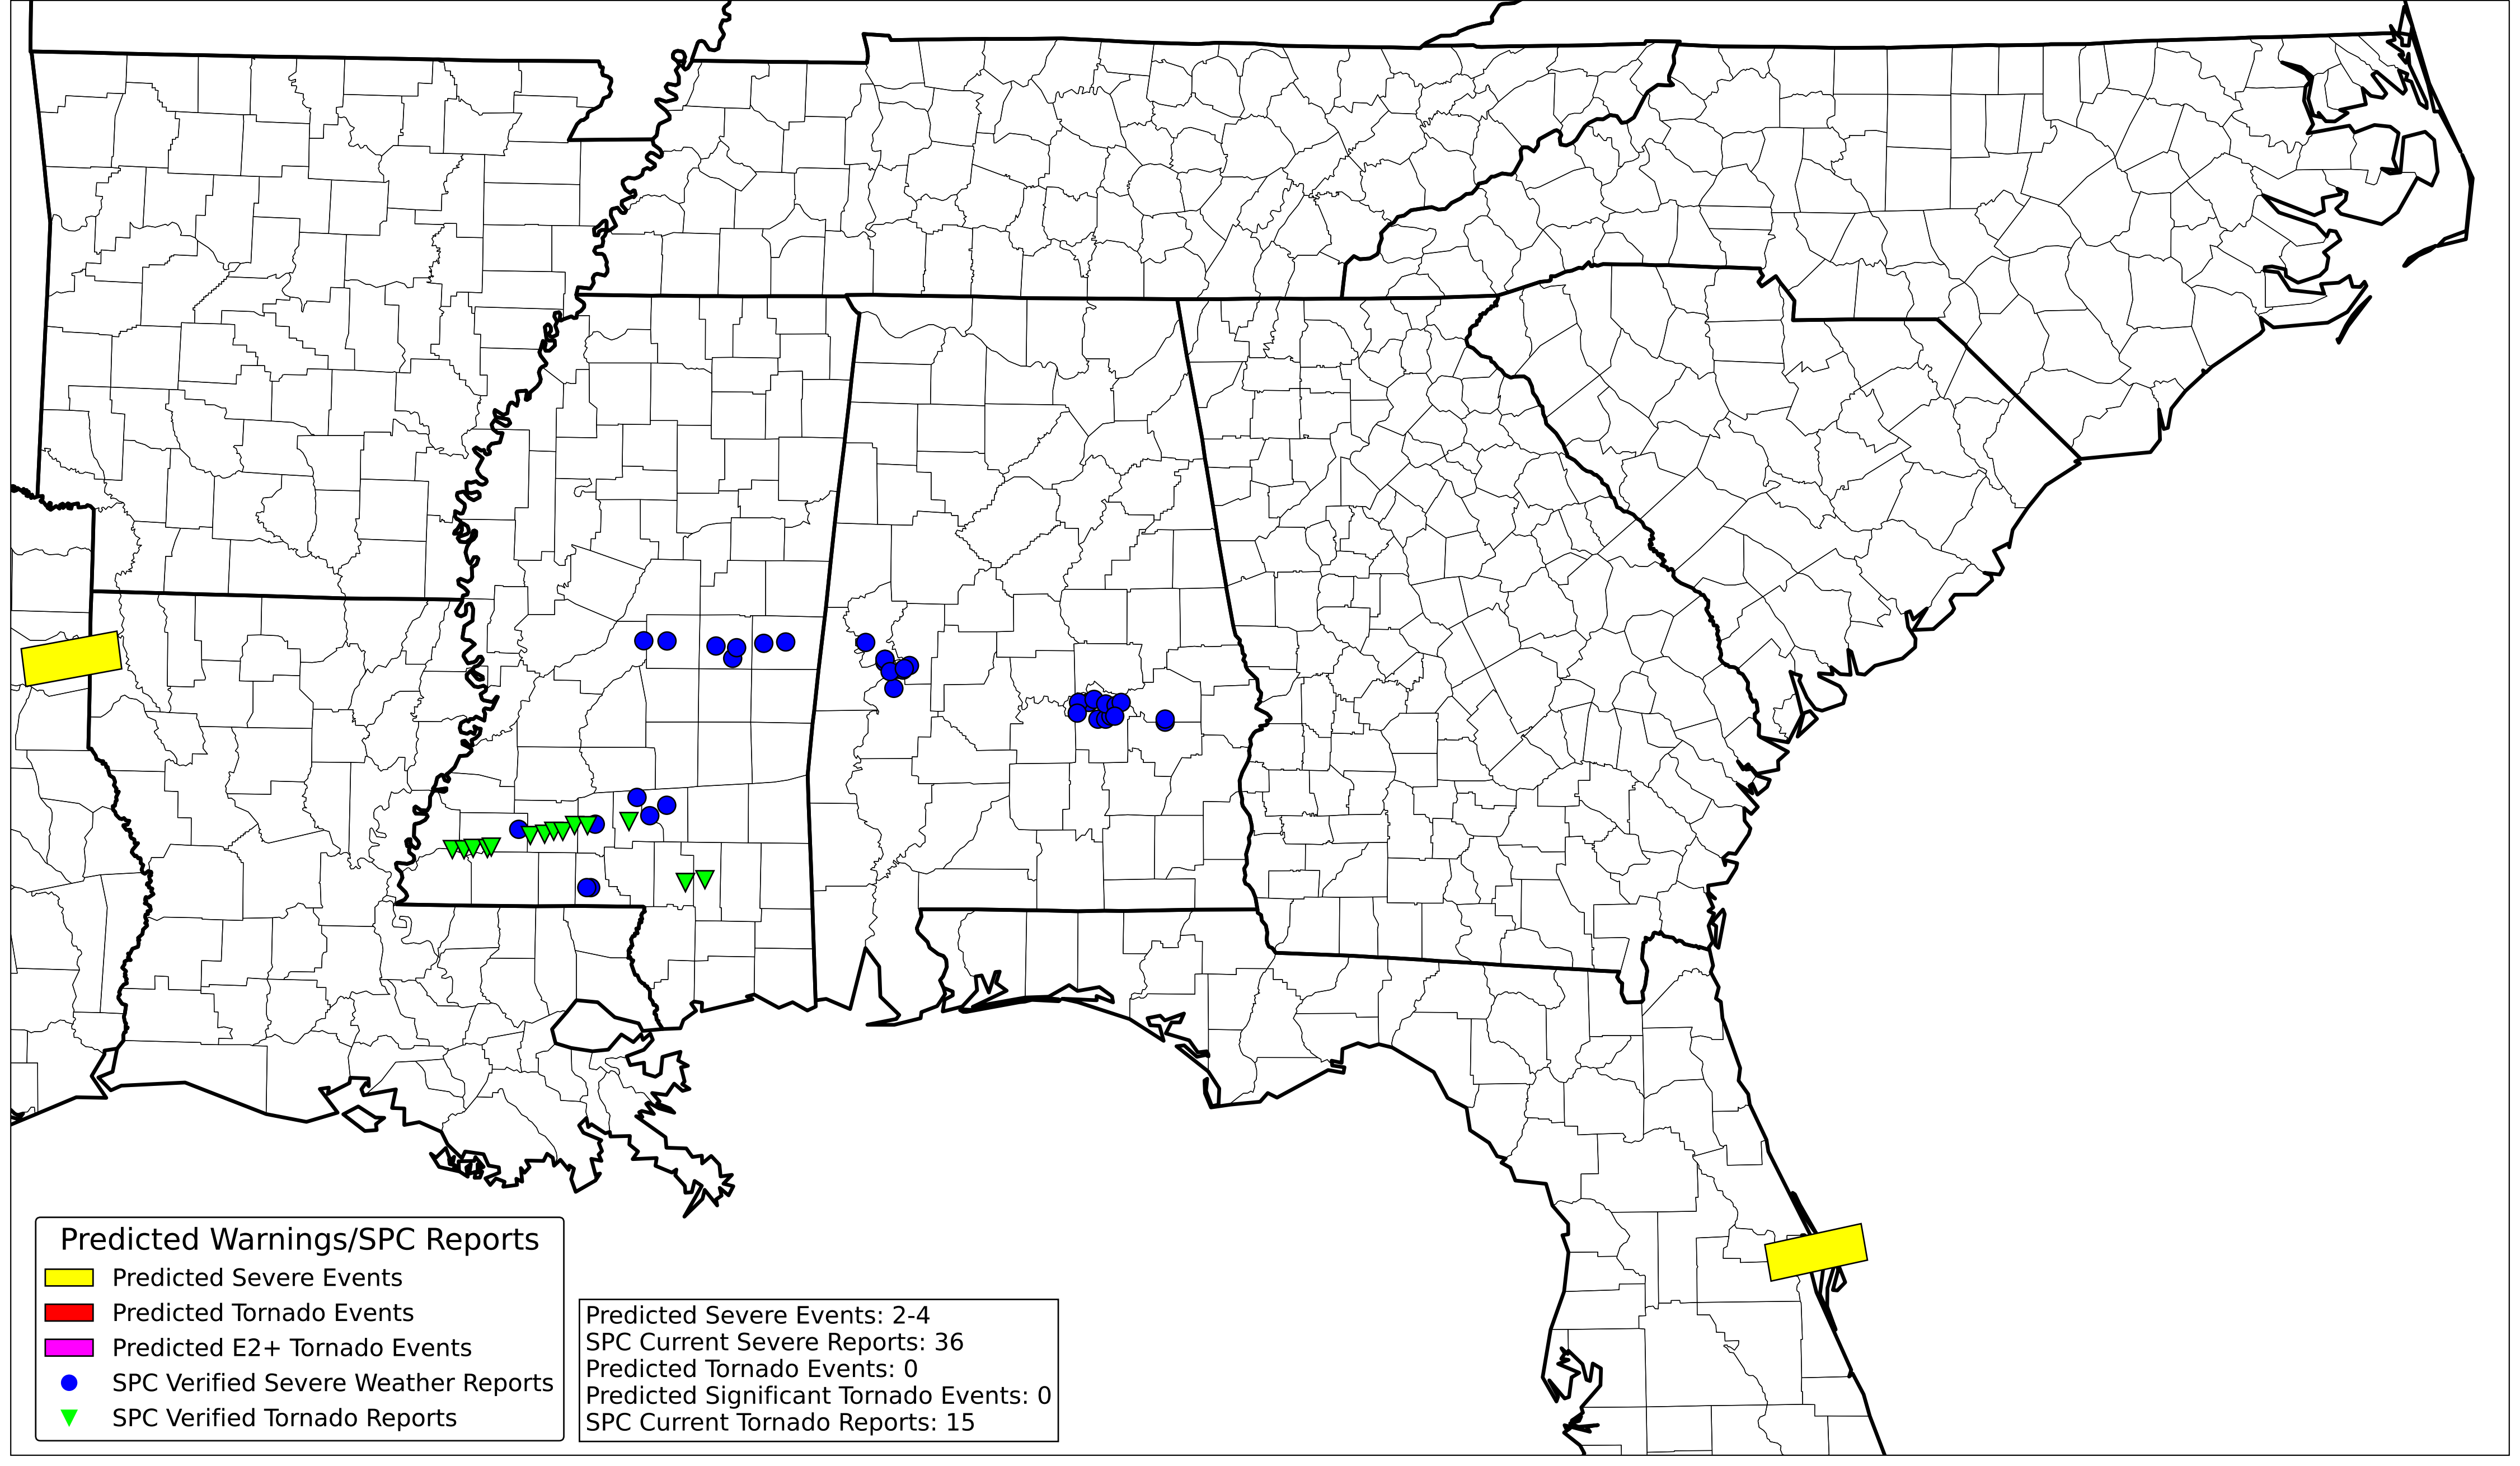 Predicted Warnings/SPC Reports
Predicted Severe Events
Predicted Tornado Events
Predicted E2+ Tornado Events
SPC Verified Severe Weather Reports
SPC Verified Tornado Reports
Predicted Severe Events: 2-4
SPC Current Severe Reports: 36
Predicted Tornado Events: 0
Predicted Significant Tornado Events: 0
SPC Current Tornado Reports: 15